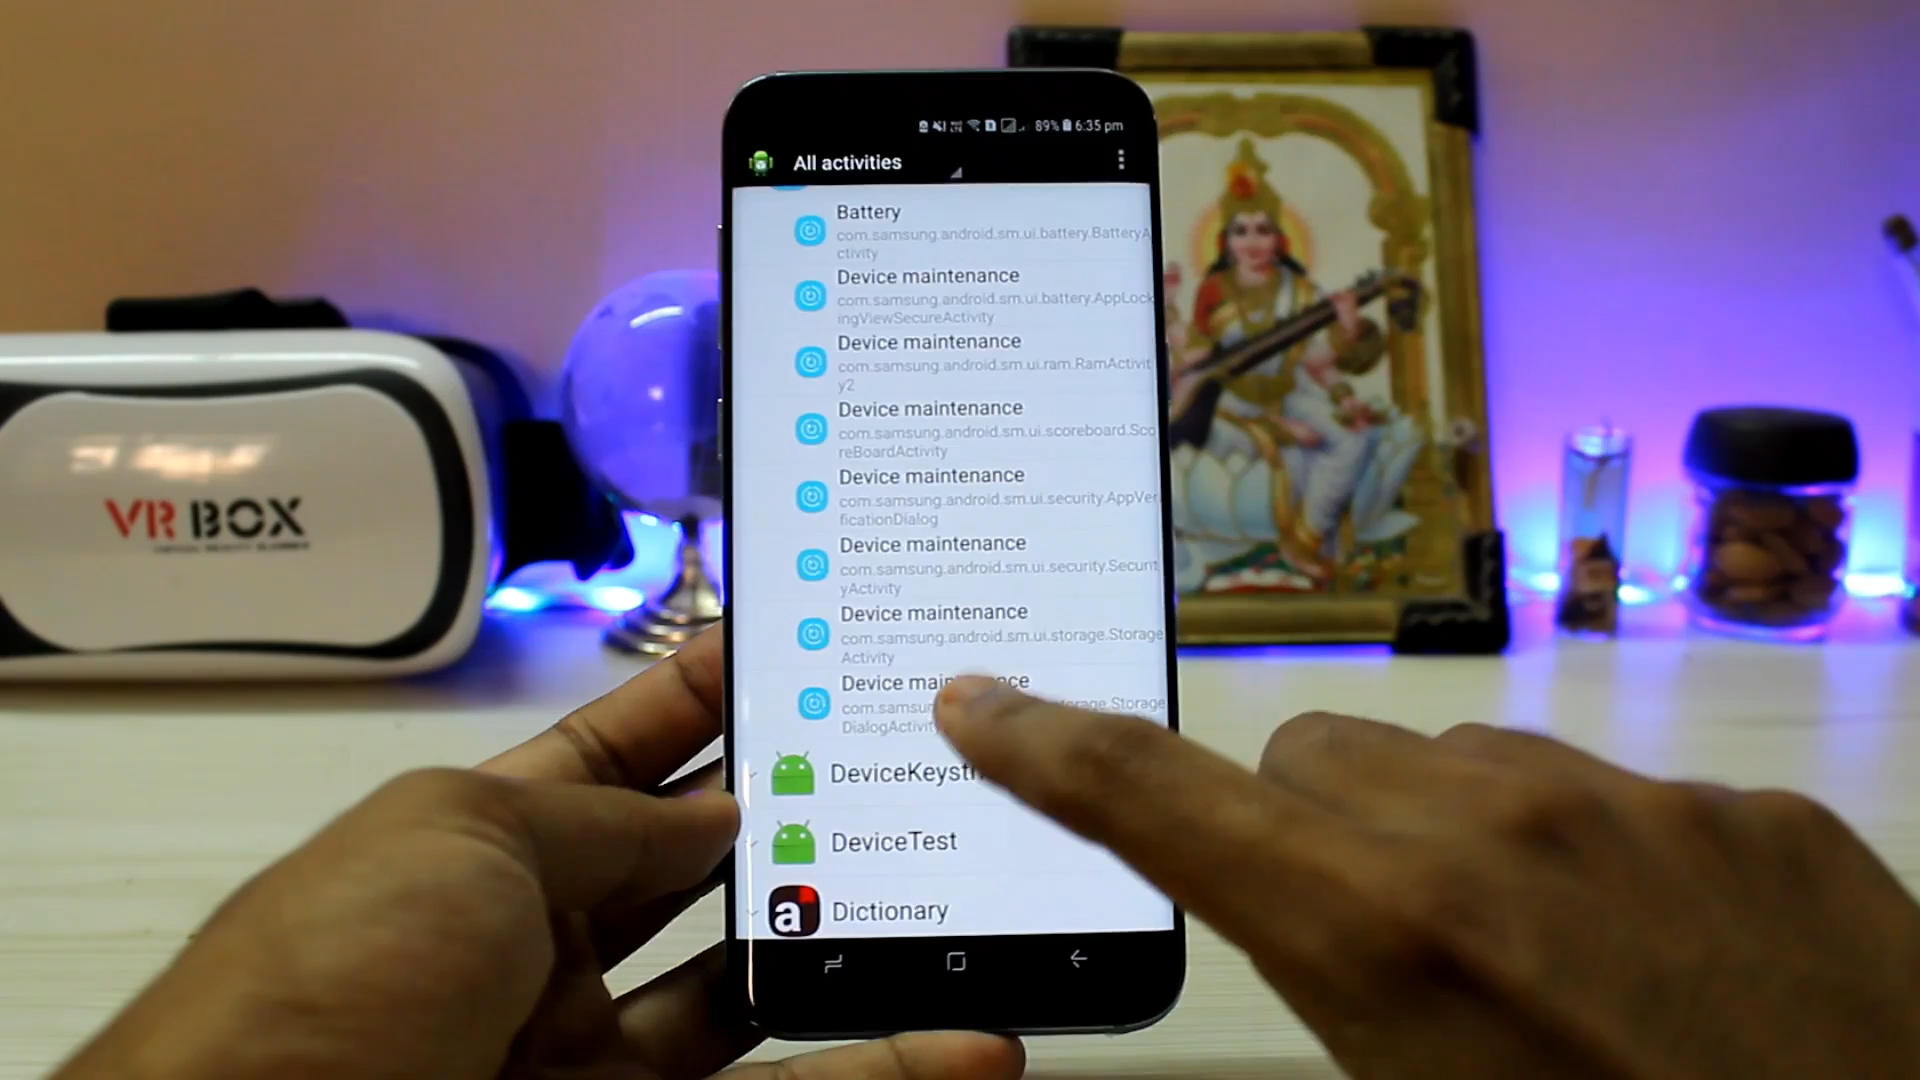 89% 6:35 pm
All activities
Battery
com.samsung.android.sm.ui.battery.BatteryA
ctivity
Device maintenance
com.samsung.android.sm.ui.battery.AppLock
ingViewSecureActivity
Device maintenance
com.samsung.android.sm.ui.ram.RamActivit
y2
Device maintenance
com.samsung.android.sm.ui.scoreboard.Sco
reBoardActivity
Device maintenance
com.samsung.android.sm.ui.security.AppVeri
ficationDialog
Device maintenance
com.samsung.android.sm.ui.security.Securit
yActivity
Device maintenance
com.samsung.android.sm.ui.storage.Storage
Activity
Device
DialogActivity
DeviceTest
a Dictionary
VR BOX